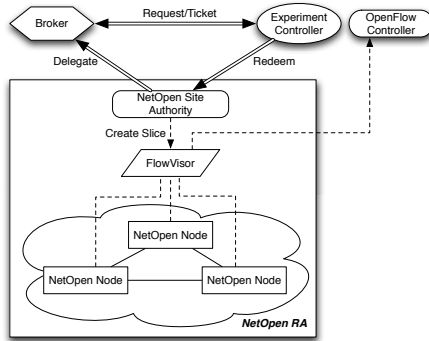 Request/Ticket
Broker
Experiment
Controller
OpenFlow
Controller
Delegate
Redeem
NetOpen Site
Authority
Create Slice
FlowVisor
NetOpen Node
NetOpen Node
NetOpen Node
NetOpen RA